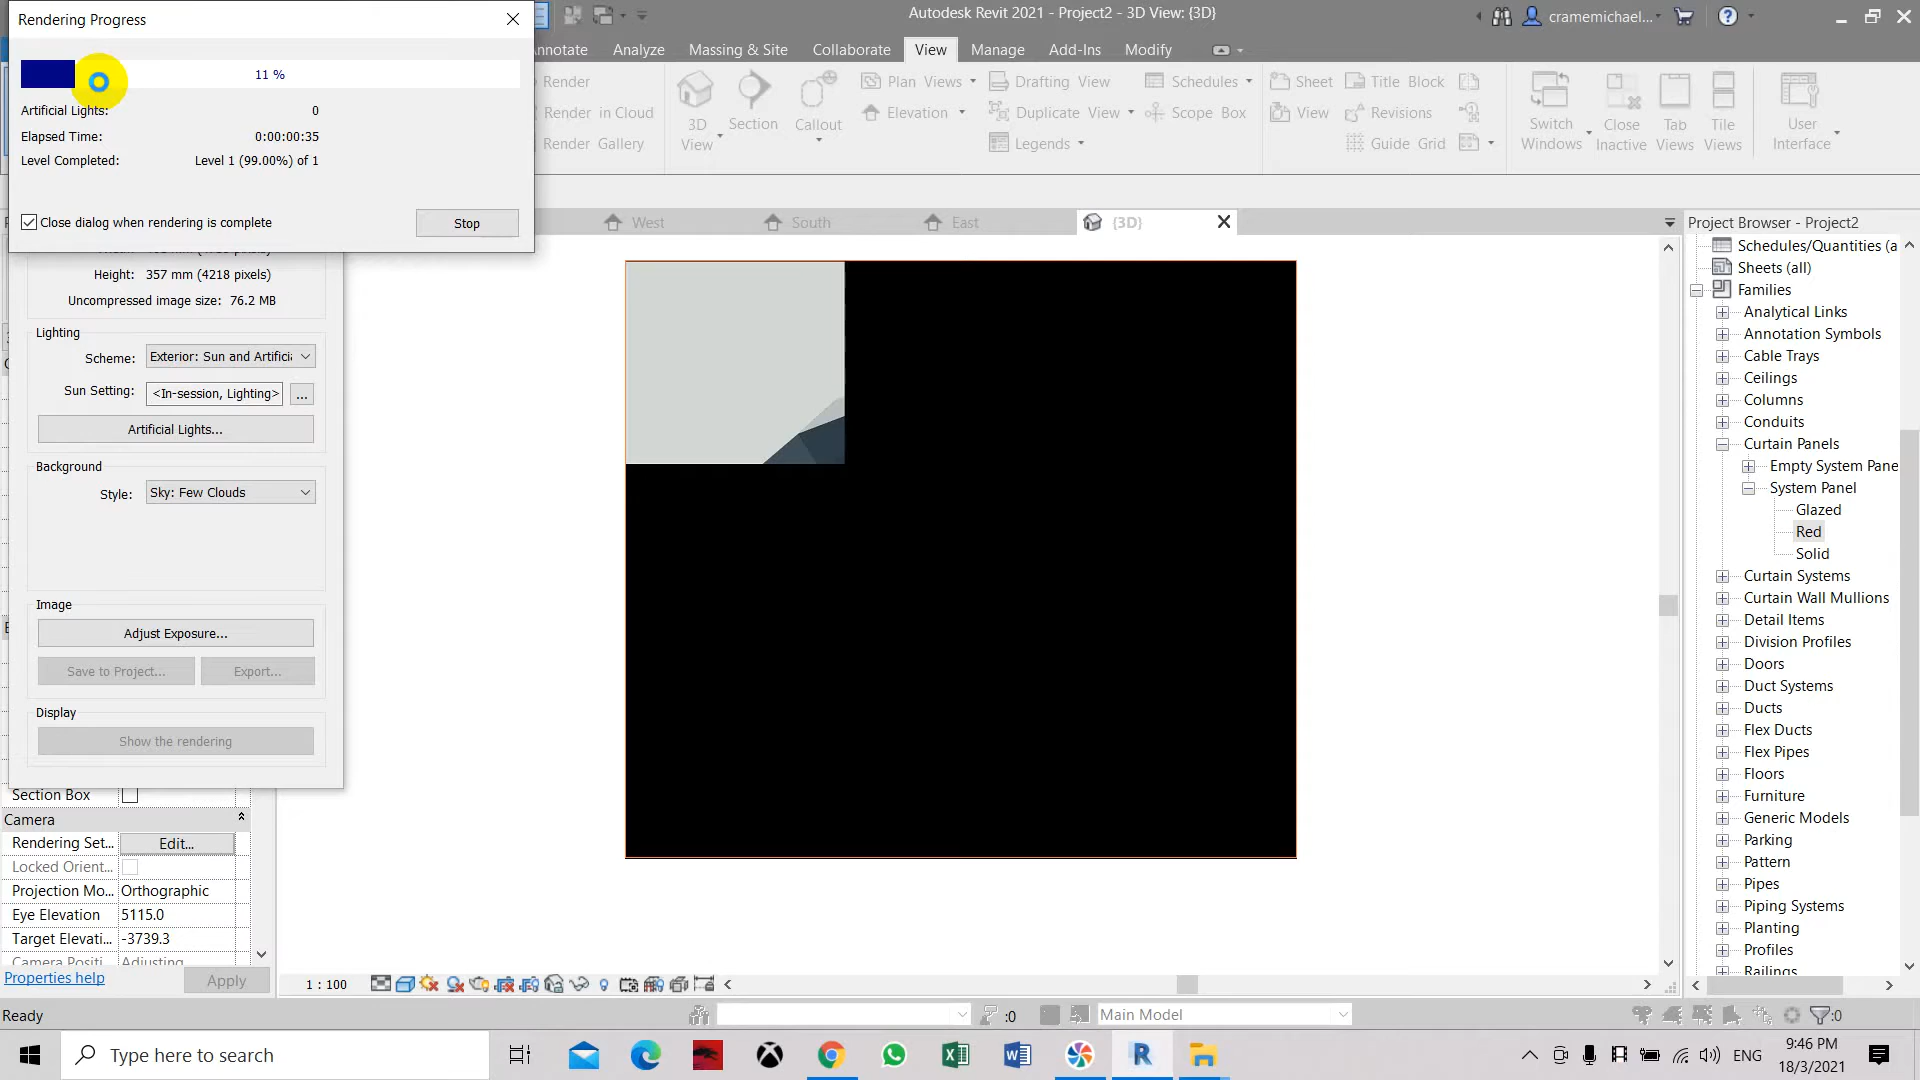 Rendering Progress
11 %
Artificial Lights: 0
Elapsed Time: 0:00:00:35
Level Completed: Level 1 (99.00%) of 1
Close dialog when rendering is complete
Stop
Height: 357 mm (4218 pixels)
Uncompressed image size: 76.2 MB
Lighting
Scheme: Exterior: Sun and Artificia
Sun Setting: <In-session, Lighting>
...
Artificial Lights...
Background
Style: Sky: Few Clouds
Image
Adjust Exposure...
Save to Project...
Export...
Display
Show the rendering
Section Box
Camera
Rendering Set... Edit...
Locked Orient...
Projection Mo... Orthographic
Eye Elevation 5115.0
Target Elevati... -3739.3
Camera Positi... Adjusting
Properties help
Apply
Autodesk Revit 2021 - Project2 - 3D View: {3D}
cramemichael...
nnotate
Analyze
Massing & Site
Collaborate
View
Manage
Add-Ins
Modify
Render
Render in Cloud
Render Gallery
3D
View
Section
Callout
Plan Views
Elevation
Drafting View
Duplicate View
Legends
Schedules
Scope Box
Sheet
View
Title Block
Revisions
Guide Grid
Switch
Windows
Close
Inactive
Tab
Views
Tile
Views
User
Interface
West
South
East
{3D}
Project Browser - Project2
Schedules/Quantities (a
Sheets (all)
Families
Analytical Links
Annotation Symbols
Cable Trays
Ceilings
Columns
Conduits
Curtain Panels
Empty System Pane
System Panel
Glazed
Red
Solid
Curtain Systems
Curtain Wall Mullions
Detail Items
Division Profiles
Doors
Duct Systems
Ducts
Flex Ducts
Flex Pipes
Floors
Furniture
Generic Models
Parking
Pattern
Pipes
Piping Systems
Planting
Profiles
Railings
1 : 100
Ready
:0
Main Model
:0
Type here to search
ENG
9:46 PM
18/3/2021